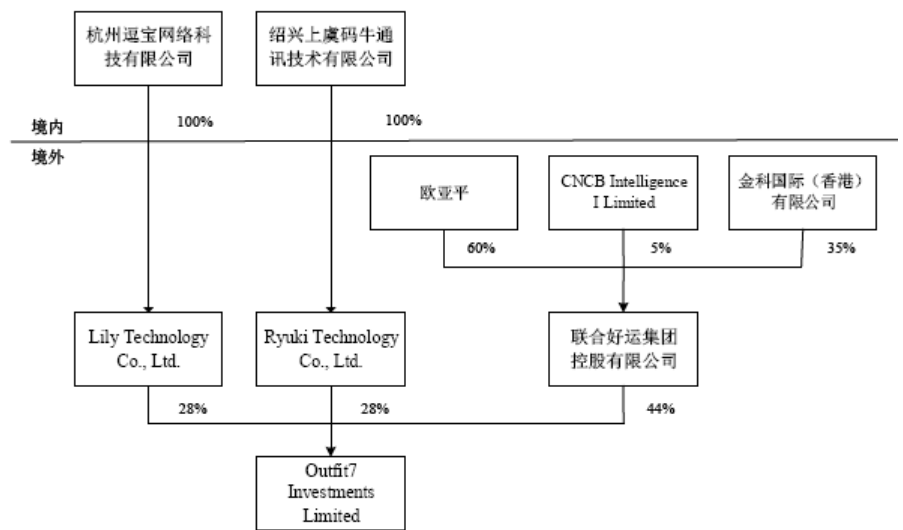 杭州逗宝网络科
技有限公司
绍兴上虞码牛通
讯技术有限公司
100%
100%
境内
境外
欧亚平
CNCB Intelligence
I Limited
金科国际（香港）
有限公司
60%
5%
35%
Lily Technology
Co., Ltd.
Ryuki Technology
Co., Ltd.
联合好运集团
控股有限公司
28%
28%
44%
Outfit7
Investments
Limited